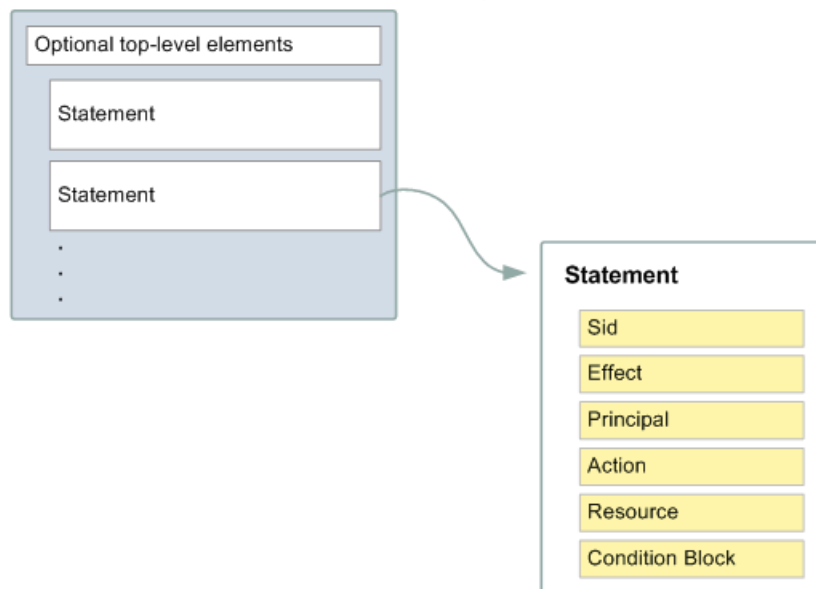 Optional top-level elements
Statement
Statement
.
.
.
Statement
Sid
Effect
Principal
Action
Resource
Condition Block